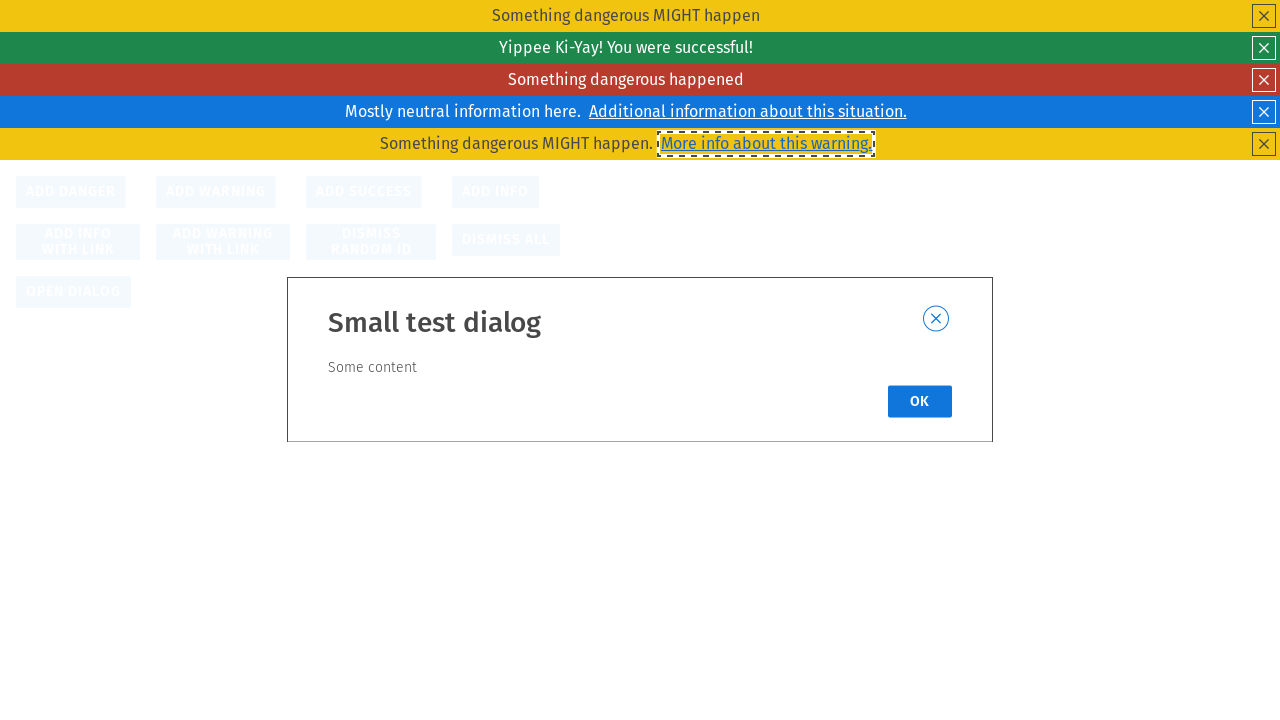 Something dangerous MIGHT happen
Yippee Ki-Yay! You were successful!
Something dangerous happened
Mostly neutral information here. Additional information about this situation.
Something dangerous MIGHT happen. More info about this warning.
ADD DANGER ADD WARNING ADD SUCCESS ADD INFO
ADD INFO WITH LINK ADD WARNING WITH LINK DISMISS RANDOM ID DISMISS ALL
OPEN DIALOG
Small test dialog
Some content
OK